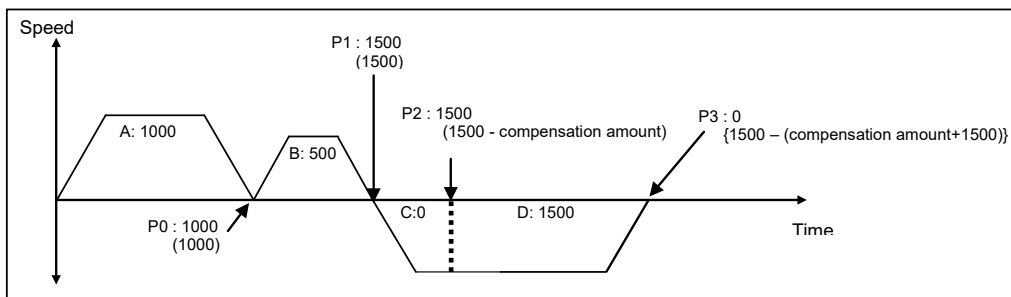 Speed
P1 : 1500
(1500)
P2 : 1500
(1500 - compensation amount)
P3 : 0
{1500 – (compensation amount+1500)}
A: 1000
B: 500
C:0
D: 1500
P0 : 1000
(1000)
Time